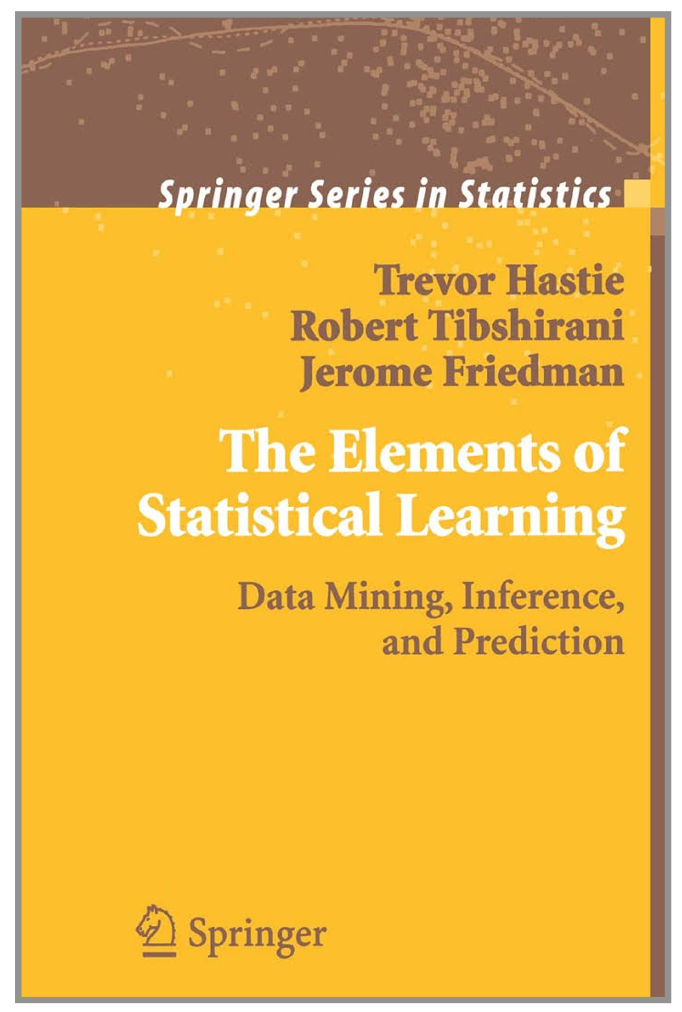 Springer Series in Statistics
Trevor Hastie
Robert Tibshirani
Jerome Friedman
The Elements of
Statistical Learning
Data Mining, Inference,
and Prediction
Springer